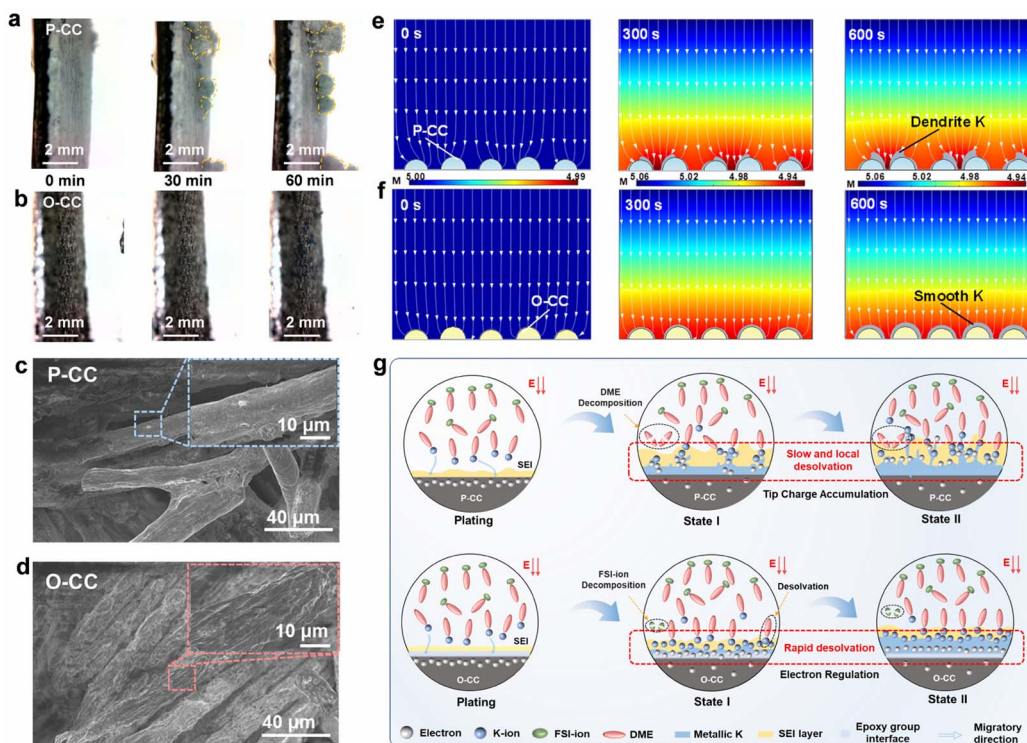 a
P-CC
2 mm
2 mm
2 mm
0 min
30 min
60 min
b
O-CC
2 mm
2 mm
2 mm
c
P-CC
10 μm
40 μm
d
O-CC
10 μm
40 μm
e
0 s
300 s
600 s
P-CC
Dendrite K
M
5.00
4.99
M
5.06
5.02
4.98
4.94
M
5.06
5.02
4.98
4.94
f
0 s
300 s
600 s
O-CC
Smooth K
g
E
DME
Decomposition
E
E
SEI
Slow and local
desolvation
P-CC
P-CC
P-CC
Plating
State I
Tip Charge Accumulation
State II
E
FSI-ion
Decomposition
E
Desolvation
E
SEI
Rapid desolvation
O-CC
O-CC
O-CC
Plating
State I
Electron Regulation
State II
Electron
K-ion
FSI-ion
DME
Metallic K
SEI layer
Epoxy group
interface
Migratory
direction